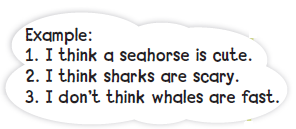 Example:
1. I think a seahorse is cute.
2. I think sharks are scary.
3. I don't think whales are fast.